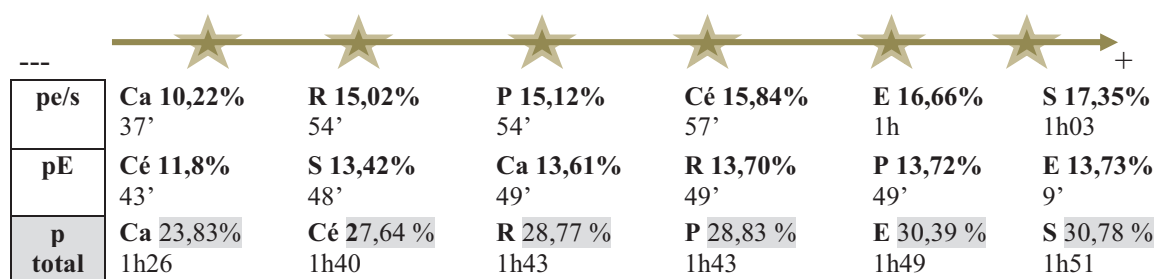 --- +
pe/s Ca 10,22% R 15,02% P 15,12% Cé 15,84% E 16,66% S 17,35%
37’ 54’ 54’ 57’ 1h 1h03
pE Cé 11,8% S 13,42% Ca 13,61% R 13,70% P 13,72% E 13,73%
43’ 48’ 49’ 49’ 49’ 9’
p Ca 23,83% Cé 27,64 % R 28,77 % P 28,83 % E 30,39 % S 30,78 %
total 1h26 1h40 1h43 1h43 1h49 1h51